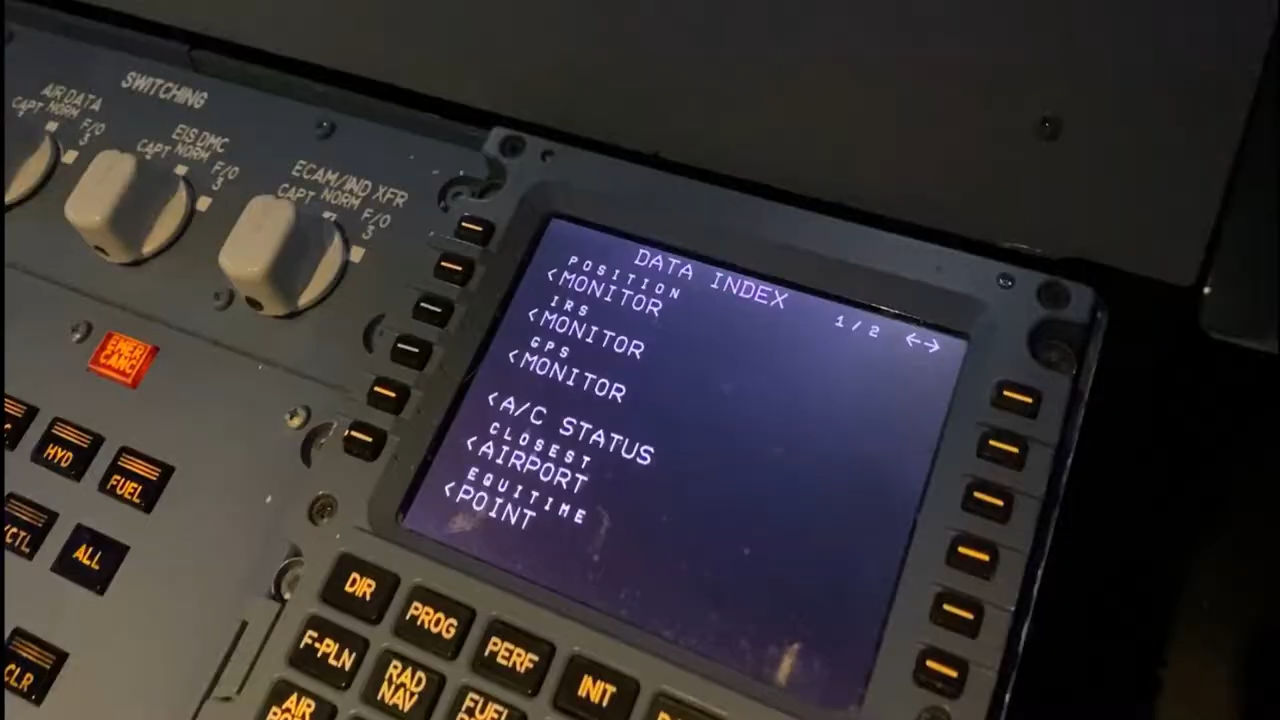 SWITCHING
AIR DATA
CAPT NORM F/O
3
EIS DMC
CAPT NORM F/O
3
ECAM/ND XFR
CAPT NORM F/O
3
DATA INDEX
1/2 ←→
POSITION
<MONITOR
IRS
<MONITOR
GPS
<MONITOR
<A/C STATUS
CLOSEST
<AIRPORT
EQUITIME
<POINT
EMER
CANC
HYD
FUEL
/CTL
ALL
CLR
DIR
PROG
PERF
INIT
F-PLN
RAD
NAV
FUEL
AIR